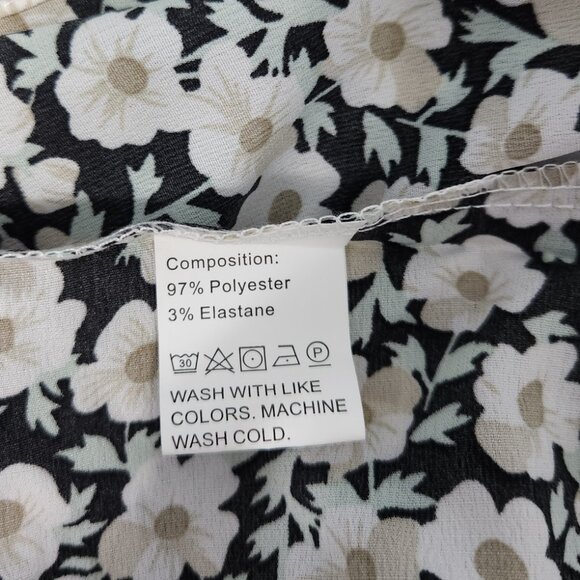 Composition:
97% Polyester
3% Elastane
30 P
WASH WITH LIKE
COLORS. MACHINE
WASH COLD.